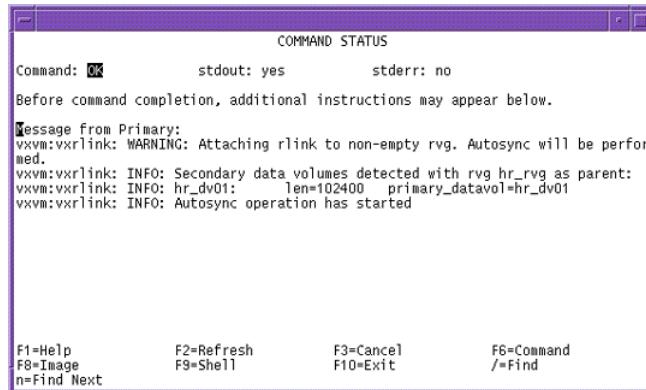 COMMAND STATUS
Command: OK stdout: yes stderr: no
Before command completion, additional instructions may appear below.
Message from Primary:
vxvm:vxrlink: WARNING: Attaching rlink to non-empty rvg. Autosync will be perfor
med.
vxvm:vxrlink: INFO: Secondary data volumes detected with rvg hr_rvg as parent:
vxvm:vxrlink: INFO: hr_dv01: len=102400 primary_datavol=hr_dv01
vxvm:vxrlink: INFO: Autosync operation has started
F1=Help F2=Refresh F3=Cancel F6=Command
F8=Image F9=Shell F10=Exit /=Find
n=Find Next